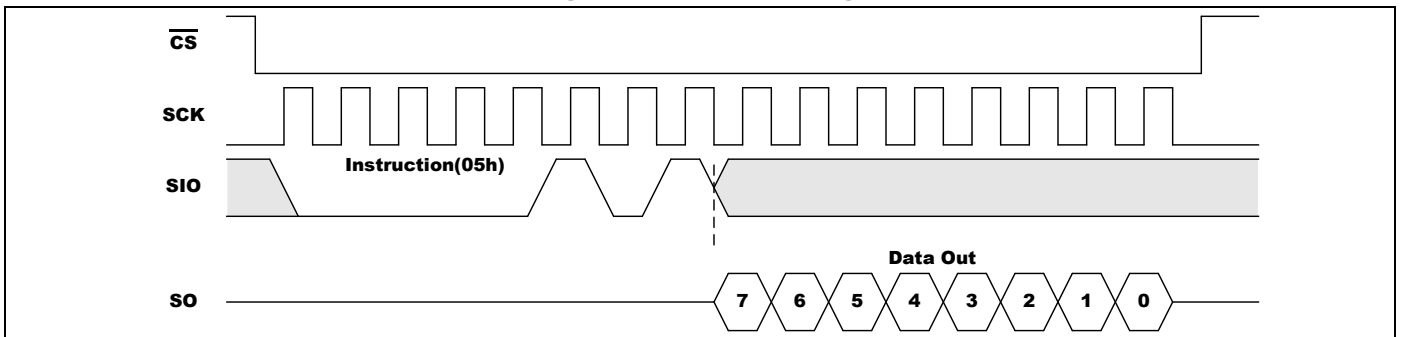 CS
SCK
Instruction(05h)
SIO
Data Out
SO
7 6 5 4 3 2 1 0